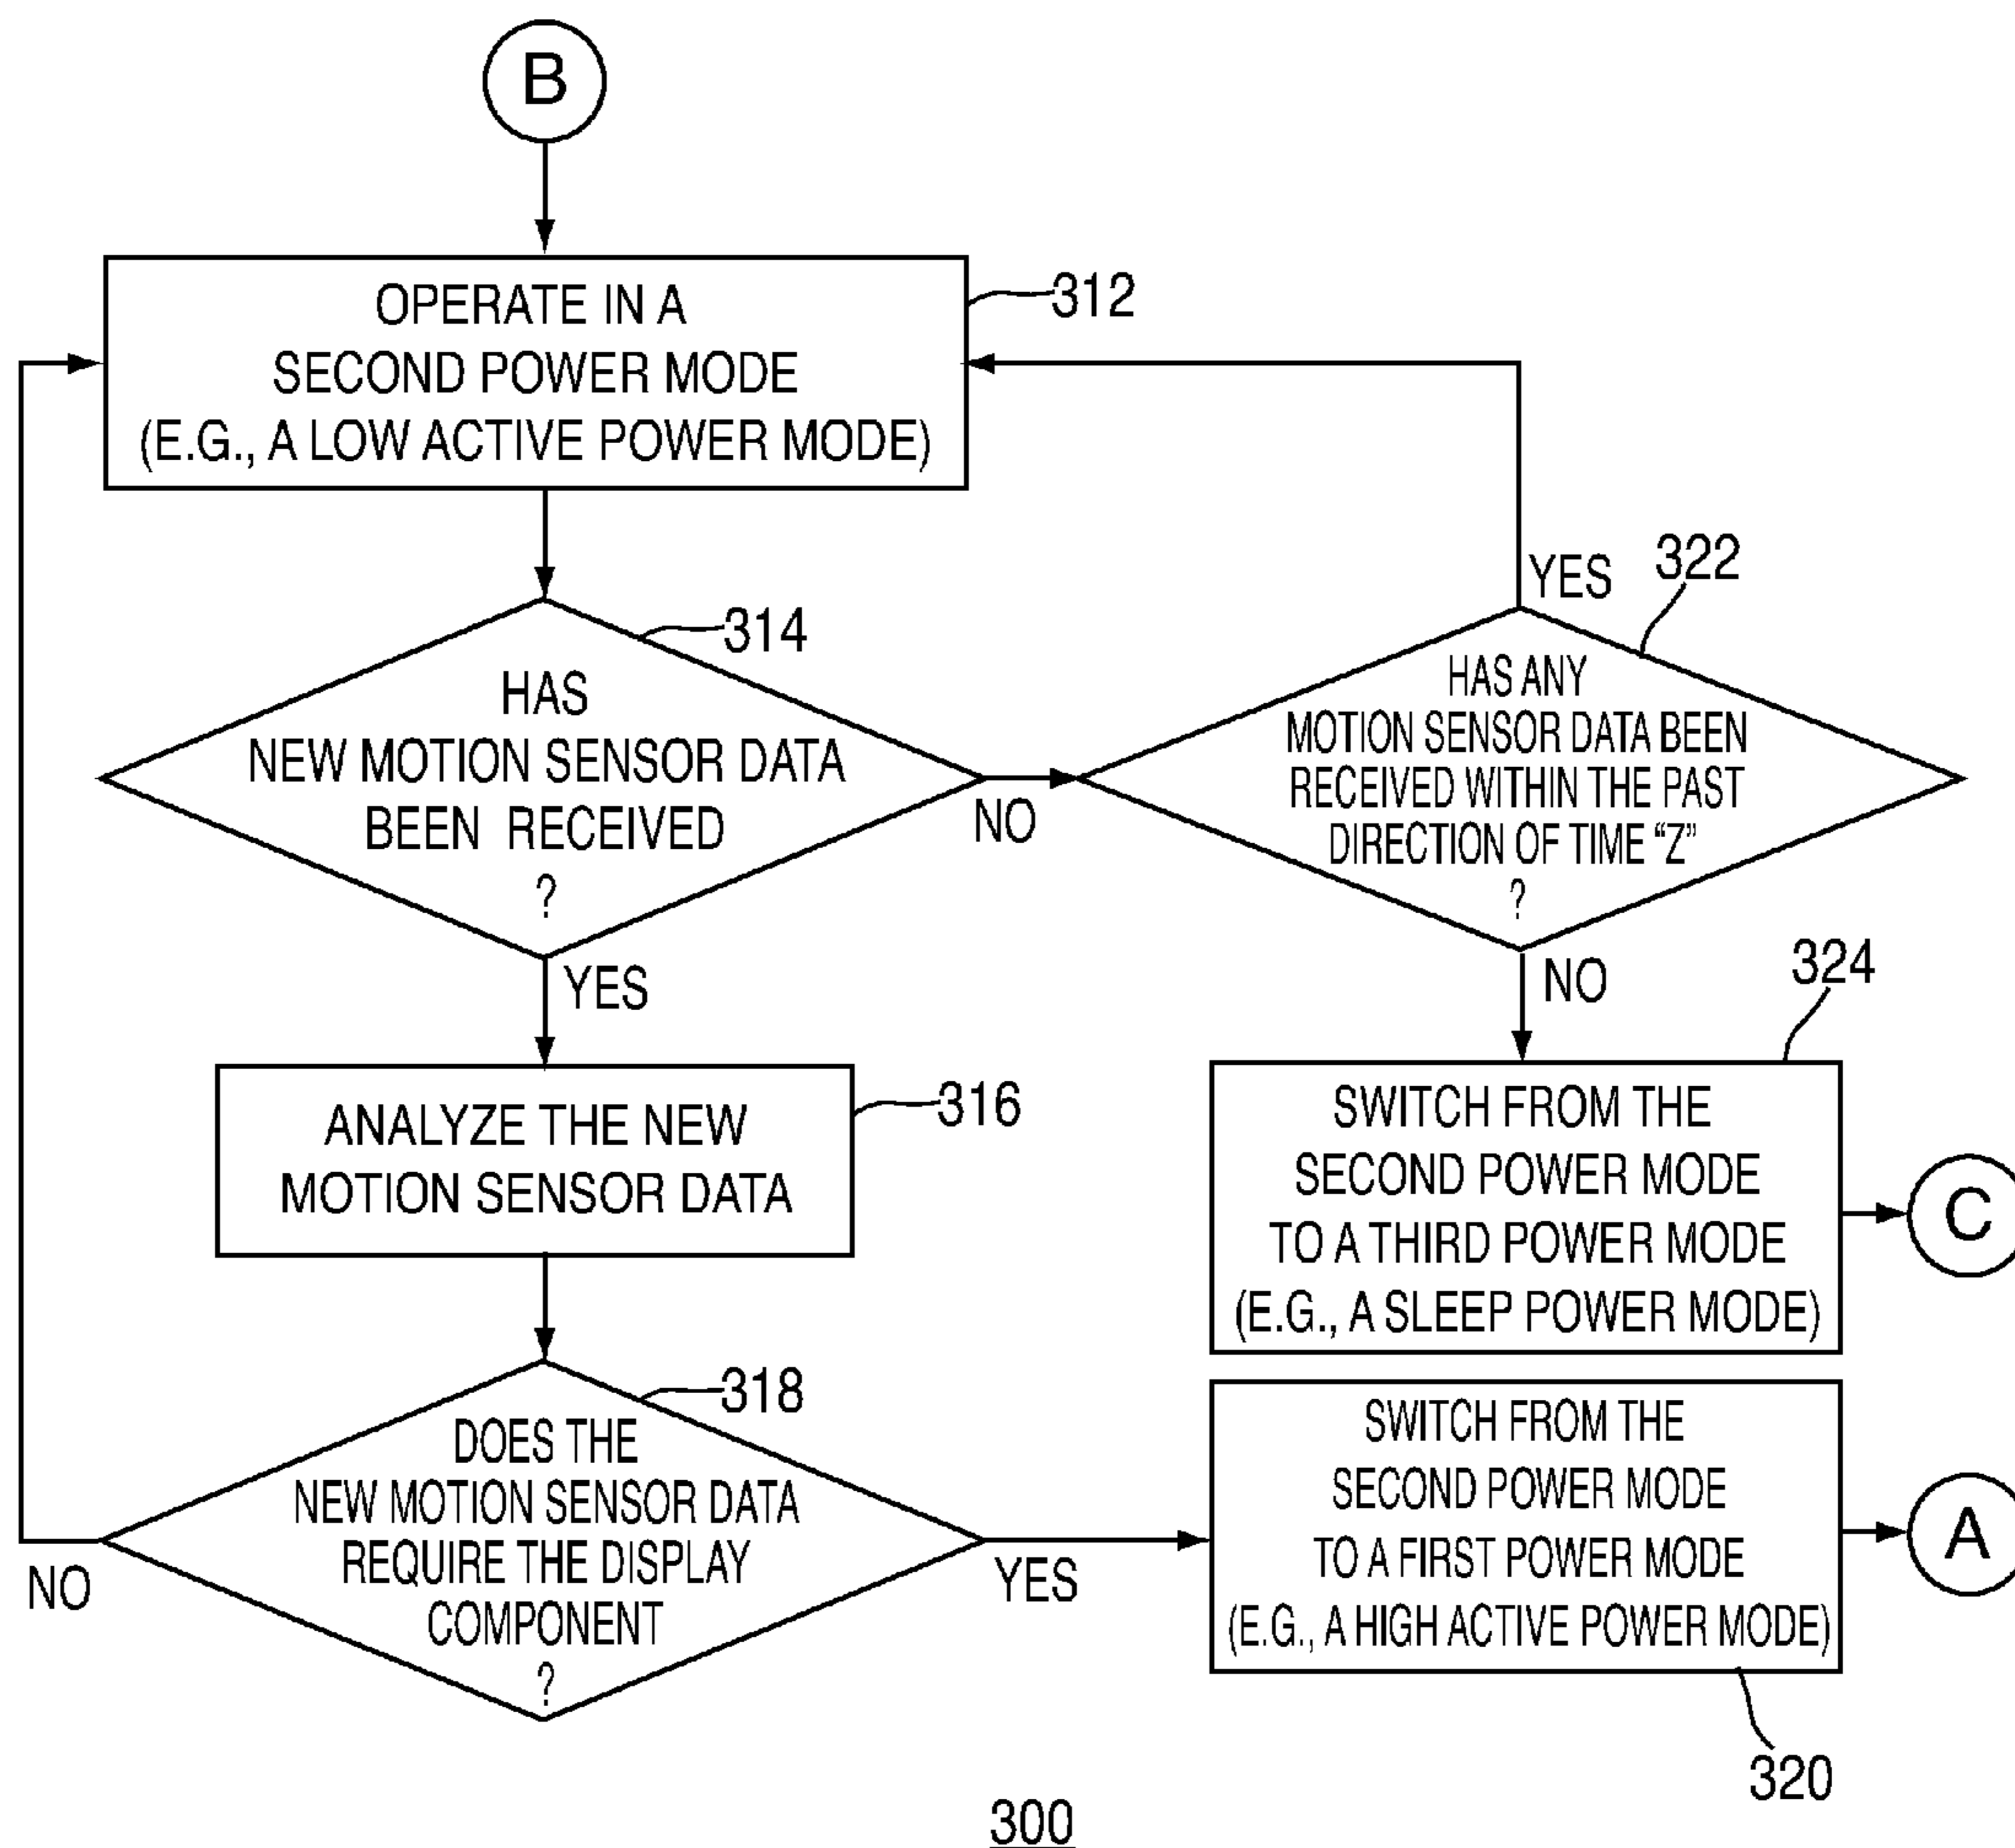 B
OPERATE IN A
SECOND POWER MODE
(E.G., A LOW ACTIVE POWER MODE)
312
314
HAS
NEW MOTION SENSOR DATA
BEEN RECEIVED
?
NO
YES
322
YES
HAS ANY
MOTION SENSOR DATA BEEN
RECEIVED WITHIN THE PAST
DIRECTION OF TIME “Z”
?
NO
324
SWITCH FROM THE
SECOND POWER MODE
TO A THIRD POWER MODE
(E.G., A SLEEP POWER MODE)
C
ANALYZE THE NEW
MOTION SENSOR DATA
316
318
DOES THE
NEW MOTION SENSOR DATA
REQUIRE THE DISPLAY
COMPONENT
?
NO
YES
SWITCH FROM THE
SECOND POWER MODE
TO A FIRST POWER MODE
(E.G., A HIGH ACTIVE POWER MODE)
A
320
300